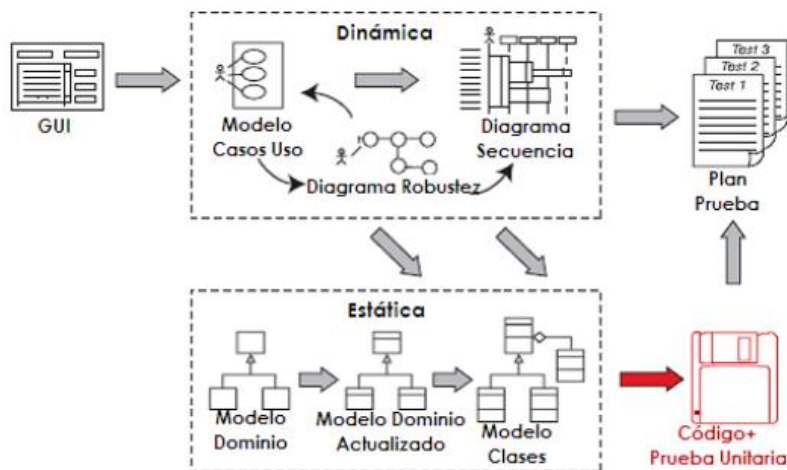 Dinámica
GUI
Modelo
Casos Uso
Diagrama
Secuencia
Diagrama Robustez
Test 3
Test 2
Test 1
Plan
Prueba
Estática
Modelo
Dominio
Modelo Dominio
Actualizado
Modelo
Clases
Código+
Prueba Unitaria